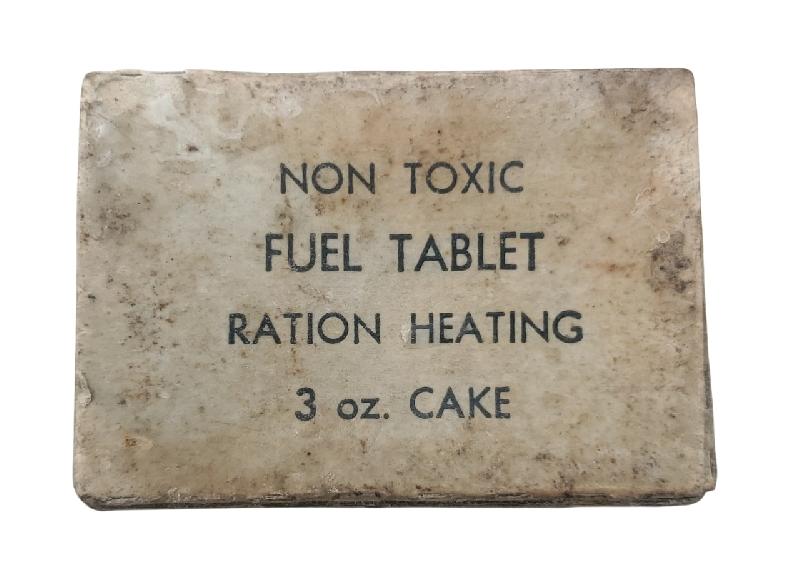 NON TOXIC
FUEL TABLET
RATION HEATING
3 oz. CAKE